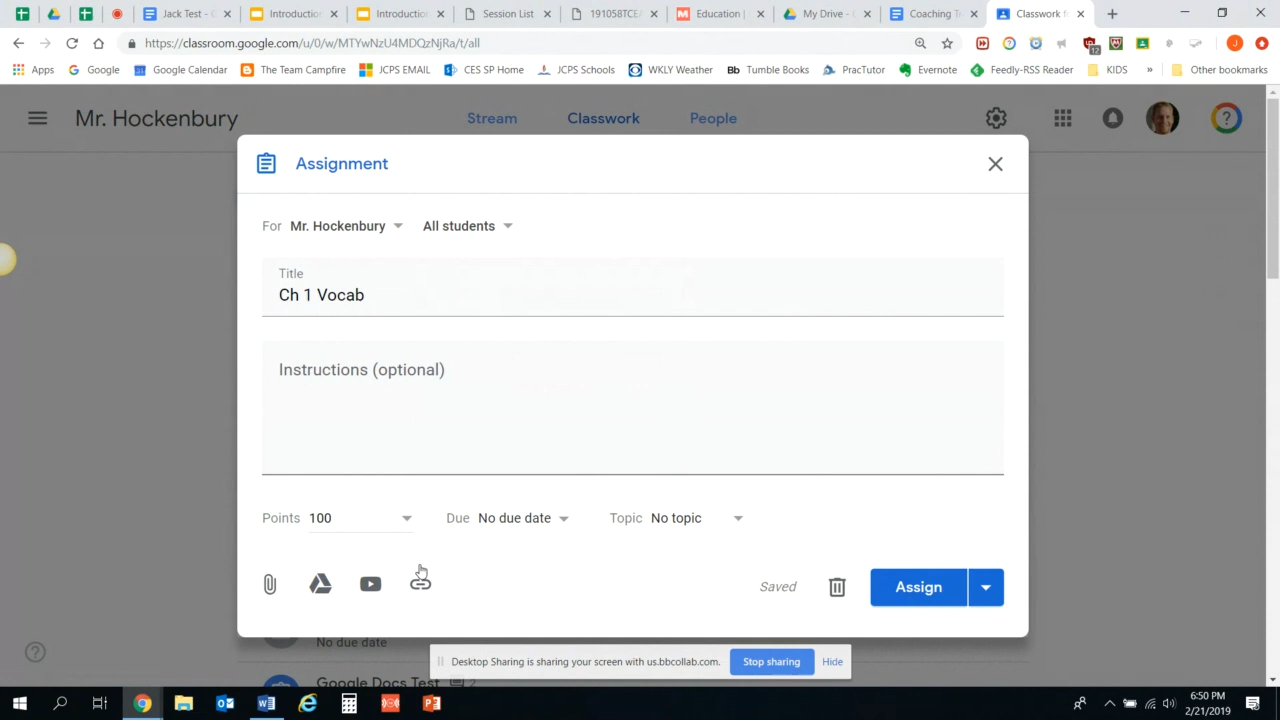 Jack Test - G
Introduction
Introduction
Session List
191058TCEA
Education |
My Drive -
Coaching T
Classwork fo
https://classroom.google.com/u/0/w/MTYwNzU4MDQzNjRa/t/all
12
J
Apps
Google
Google Calendar
The Team Campfire
JCPS EMAIL
CES SP Home
JCPS Schools
WKLY Weather
Bb Tumble Books
PracTutor
Evernote
Feedly-RSS Reader
KIDS
»
Other bookmarks
Mr. Hockenbury
Stream
Classwork
People
Assignment
For Mr. Hockenbury
All students
Title
Ch 1 Vocab
Instructions (optional)
Points 100
Due No due date
Topic No topic
Saved
Assign
No due date
Desktop Sharing is sharing your screen with us.bbcollab.com.
Stop sharing
Hide
Google Docs Test
2
6:50 PM
2/21/2019